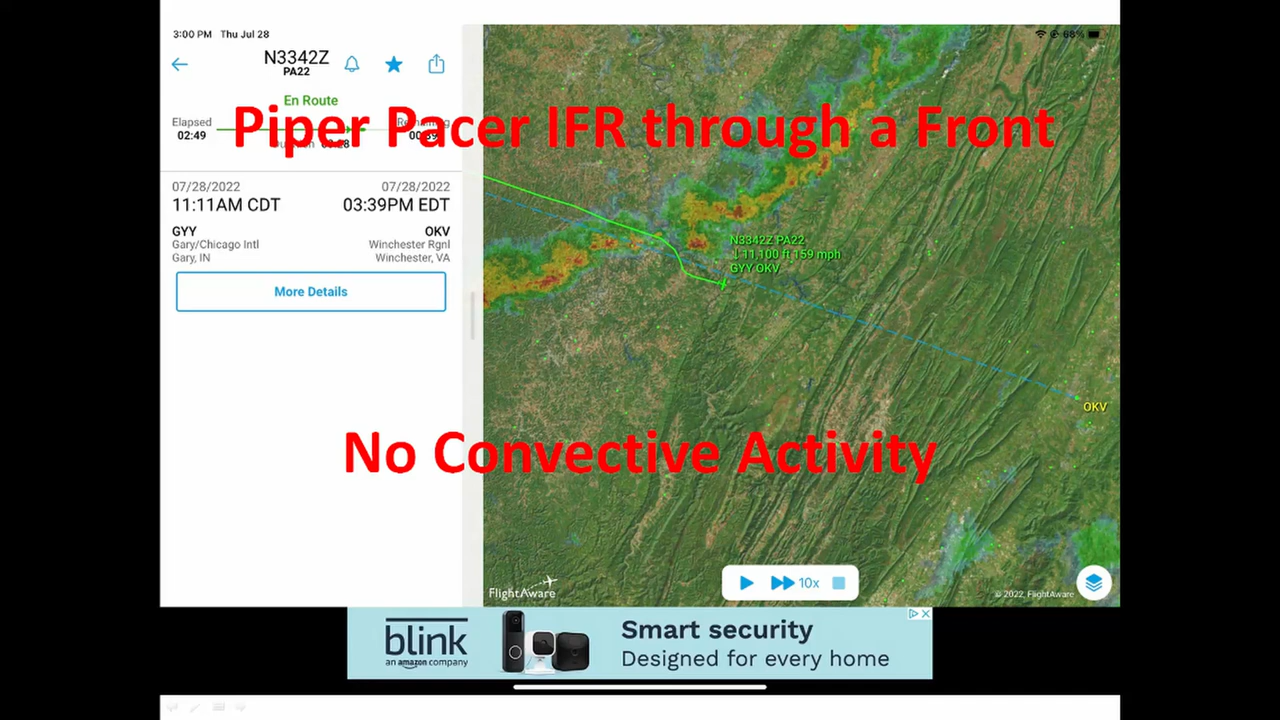 3:00 PM Thu Jul 28
68%
N3342Z
PA22
En Route
Piper Pacer IFR through a Front
Elapsed
02:49
07/28/2022
07/28/2022
11:11AM CDT
03:39PM EDT
GYY
OKV
Gary/Chicago Intl
Winchester Rgnl
Gary, IN
Winchester, VA
More Details
N3342Z PA22
↓ 11,100 ft 159 mph
GYY OKV
OKV
No Convective Activity
10x
FlightAware
© 2022, FlightAware
blink
an amazon company
Smart security
Designed for every home